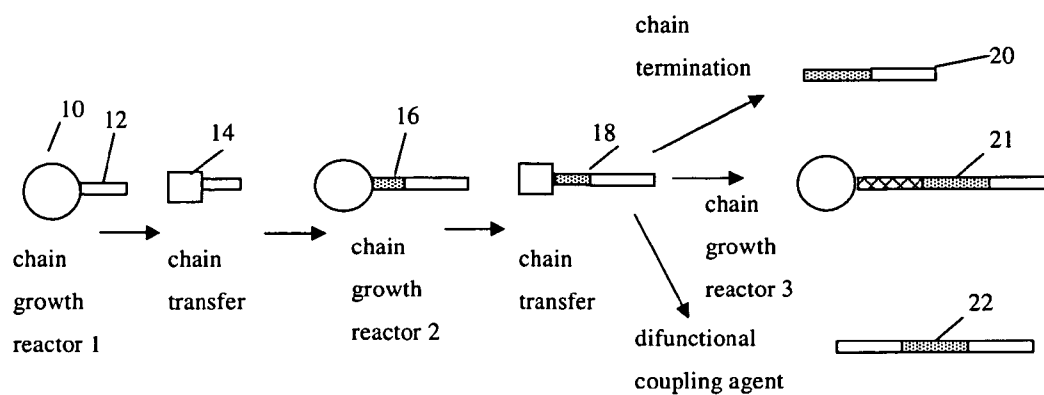 chain
termination
20
10
12
14
16
18
21
chain
growth
reactor 1
chain
transfer
chain
growth
reactor 2
chain
transfer
chain
growth
reactor 3
difunctional
coupling agent
22